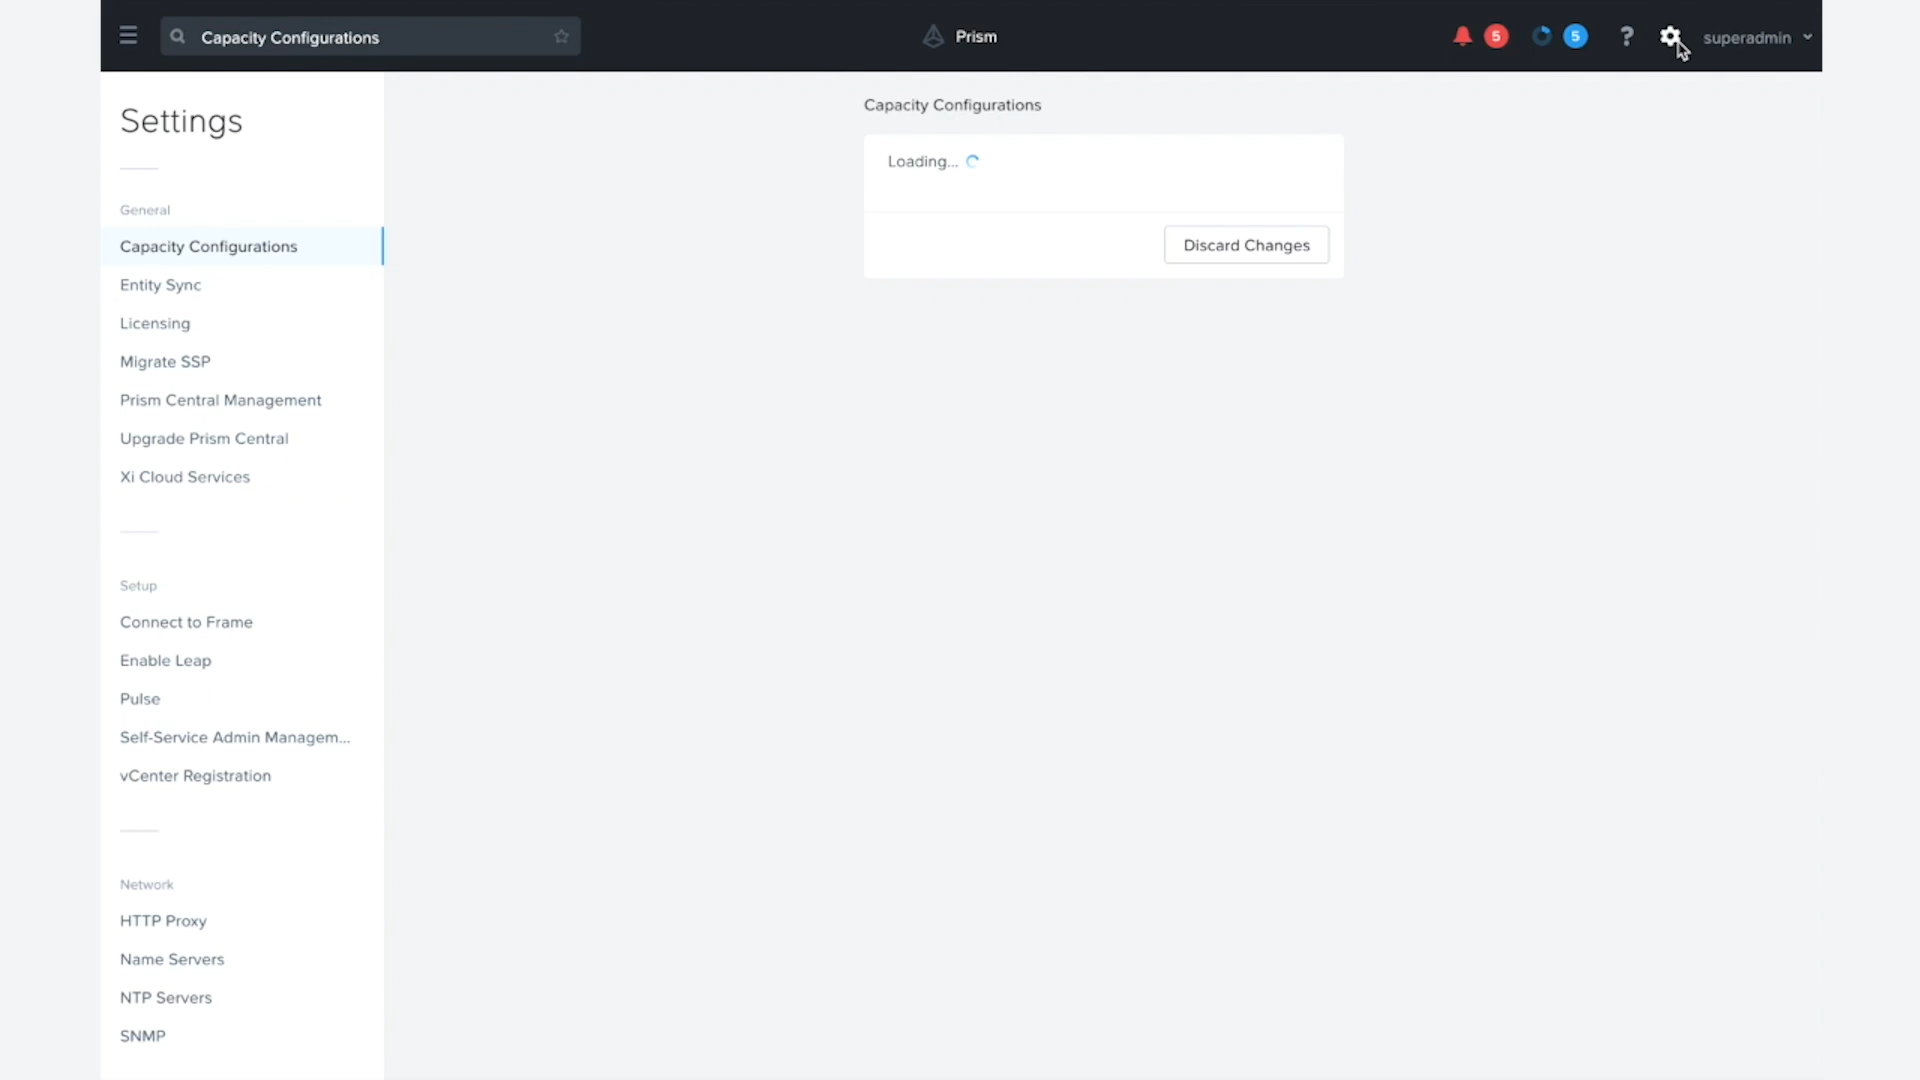 Capacity Configurations
Prism
5
5
?
superadmin
Settings
General
Capacity Configurations
Entity Sync
Licensing
Migrate SSP
Prism Central Management
Upgrade Prism Central
Xi Cloud Services
Setup
Connect to Frame
Enable Leap
Pulse
Self-Service Admin Managem...
vCenter Registration
Network
HTTP Proxy
Name Servers
NTP Servers
SNMP
Capacity Configurations
Loading...
Discard Changes